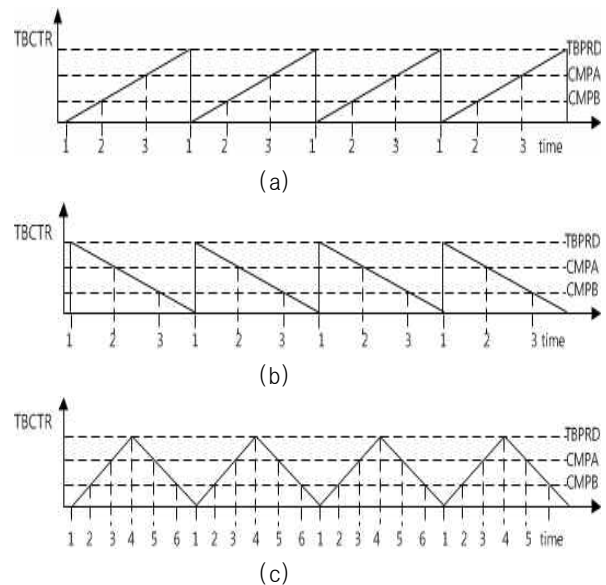 TBCTR
TBPRD
CMPA
CMPB
1 2 3 1 2 3 1 2 3 1 2 3 time
(a)
TBCTR
TBPRD
CMPA
CMPB
1 2 3 1 2 3 1 2 3 1 2 3 time
(b)
TBCTR
TBPRD
CMPA
CMPB
1 2 3 4 5 6 1 2 3 4 5 6 1 2 3 4 5 6 1 2 3 4 5 time
(c)